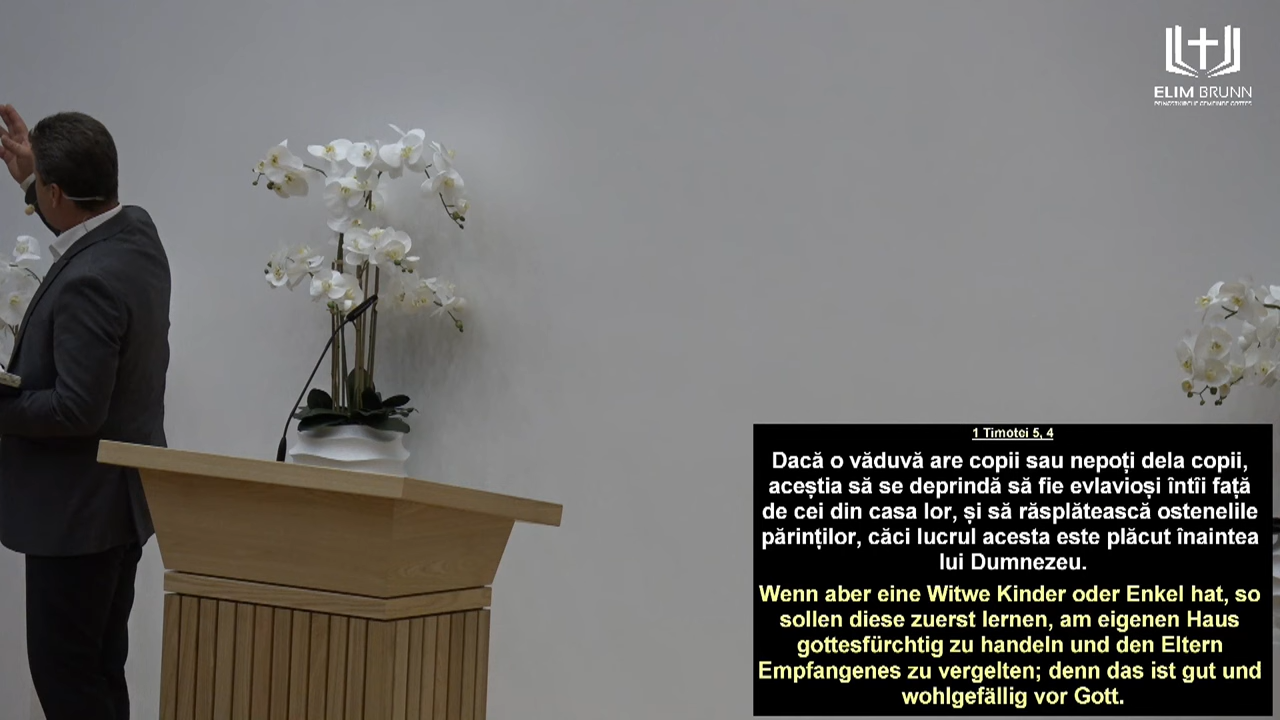 ELIM BRUNN
PFINGSTKIRCHE GEMEINDE GOTTES
1 Timotei 5, 4
Dacă o văduvă are copii sau nepoți dela copii,
aceștia să se deprindă să fie evlavioși întîi față
de cei din casa lor, și să răsplătească ostenelile
părinților, căci lucrul acesta este plăcut înaintea
lui Dumnezeu.
Wenn aber eine Witwe Kinder oder Enkel hat, so
sollen diese zuerst lernen, am eigenen Haus
gottesfürchtig zu handeln und den Eltern
Empfangenes zu vergelten; denn das ist gut und
wohlgefällig vor Gott.